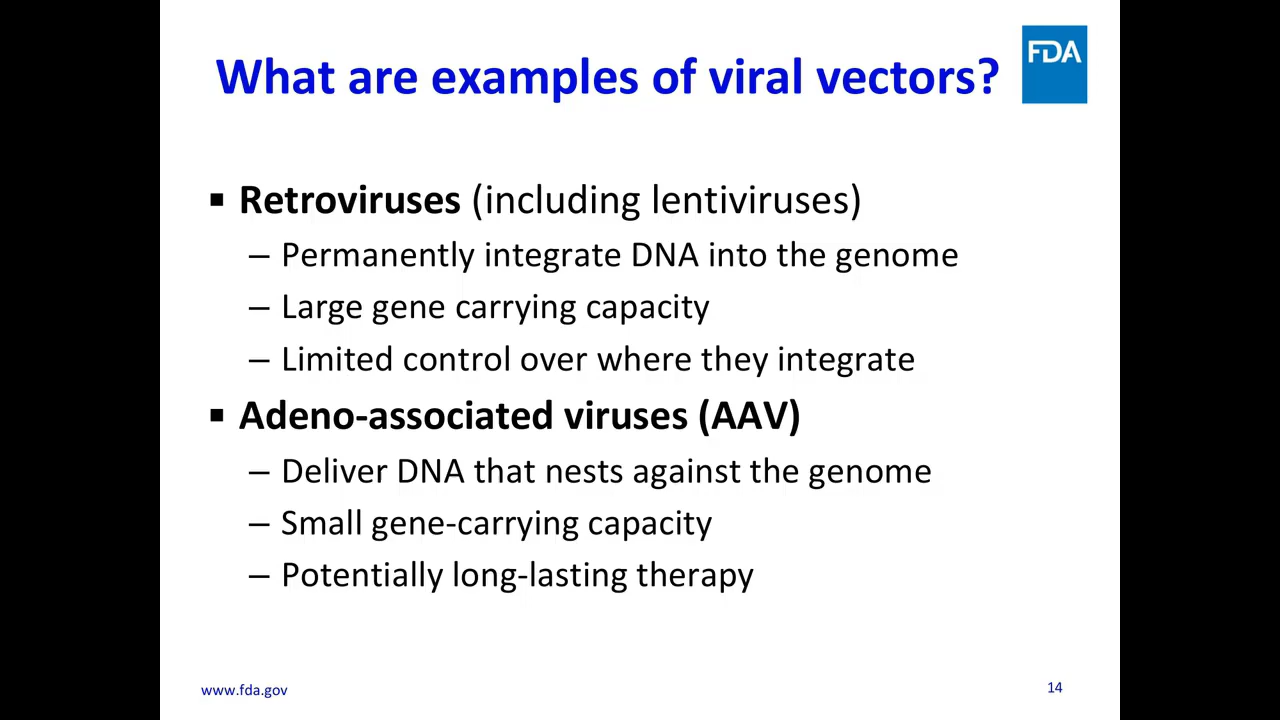 What are examples of viral vectors?
FDA
▪ Retroviruses (including lentiviruses)
– Permanently integrate DNA into the genome
– Large gene carrying capacity
– Limited control over where they integrate
▪ Adeno-associated viruses (AAV)
– Deliver DNA that nests against the genome
– Small gene-carrying capacity
– Potentially long-lasting therapy
www.fda.gov
14